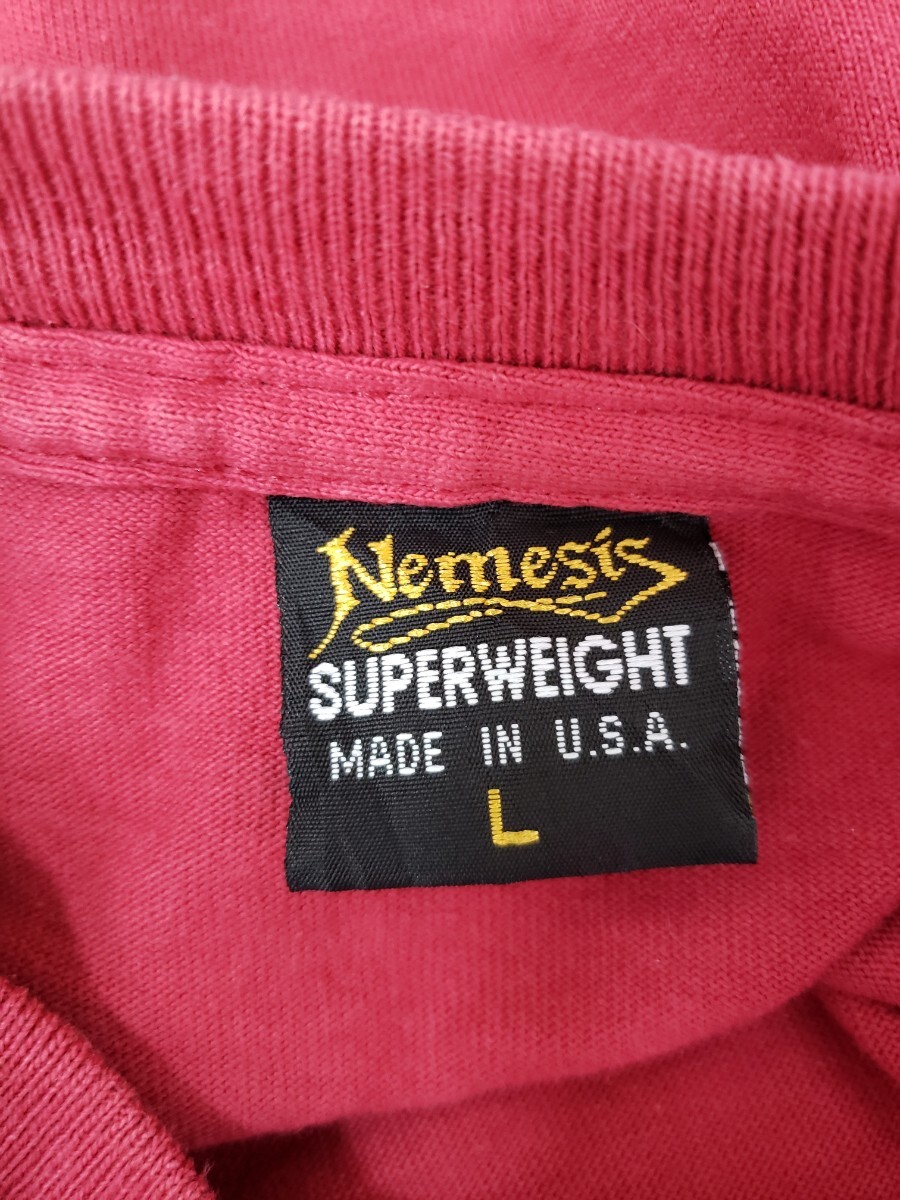 Nemesis
SUPERWEIGHT
MADE IN U.S.A.
L